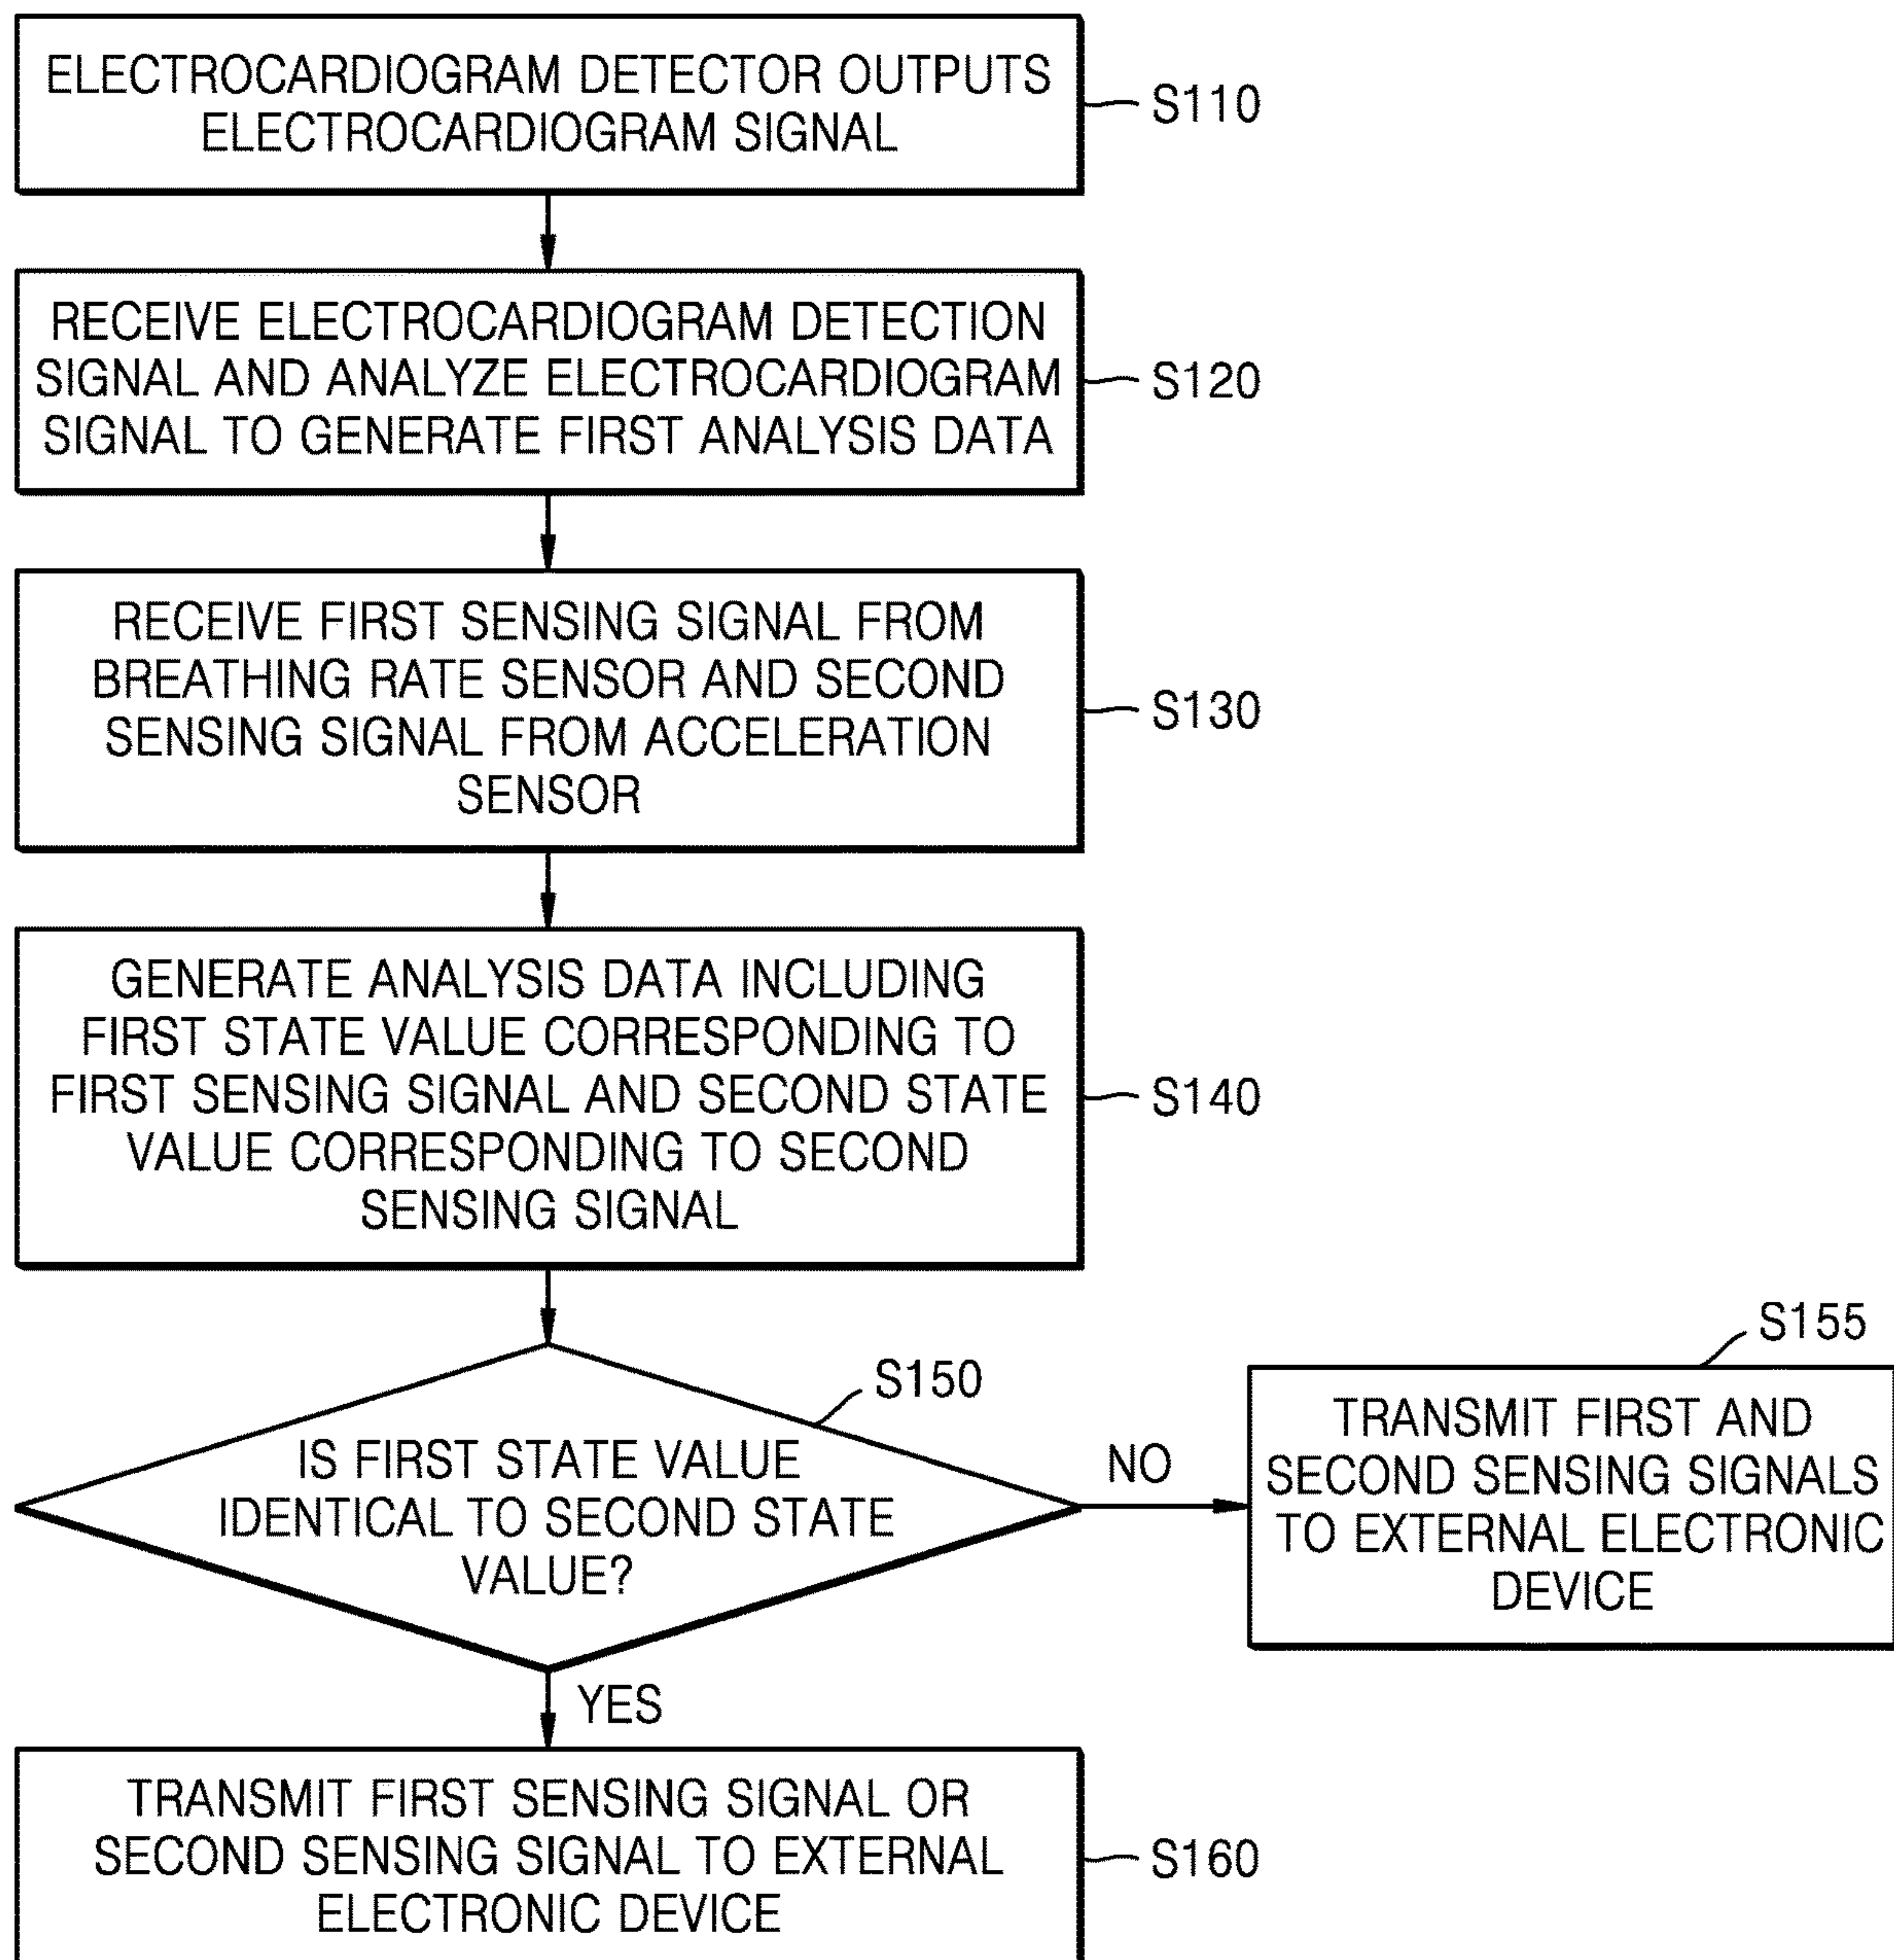 ELECTROCARDIOGRAM DETECTOR OUTPUTS
ELECTROCARDIOGRAM SIGNAL
S110
RECEIVE ELECTROCARDIOGRAM DETECTION
SIGNAL AND ANALYZE ELECTROCARDIOGRAM
SIGNAL TO GENERATE FIRST ANALYSIS DATA
S120
RECEIVE FIRST SENSING SIGNAL FROM
BREATHING RATE SENSOR AND SECOND
SENSING SIGNAL FROM ACCELERATION
SENSOR
S130
GENERATE ANALYSIS DATA INCLUDING
FIRST STATE VALUE CORRESPONDING TO
FIRST SENSING SIGNAL AND SECOND STATE
VALUE CORRESPONDING TO SECOND
SENSING SIGNAL
S140
IS FIRST STATE VALUE
IDENTICAL TO SECOND STATE
VALUE?
S150
NO
S155
TRANSMIT FIRST AND
SECOND SENSING SIGNALS
TO EXTERNAL ELECTRONIC
DEVICE
YES
TRANSMIT FIRST SENSING SIGNAL OR
SECOND SENSING SIGNAL TO EXTERNAL
ELECTRONIC DEVICE
S160